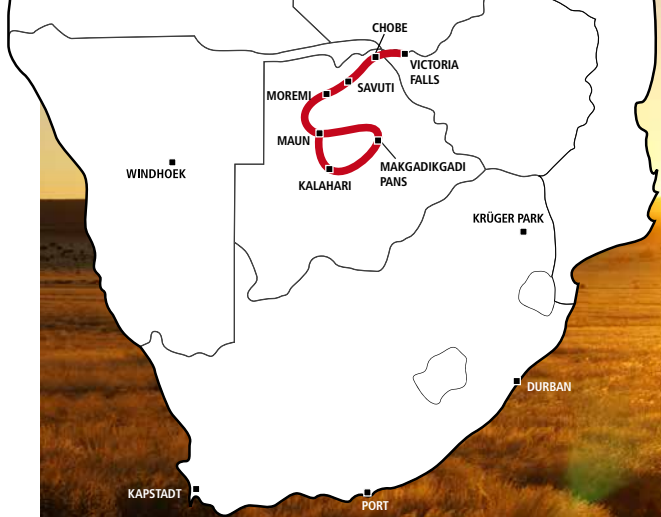 CHOBE
VICTORIA
FALLS
SAVUTI
MOREMI
MAUN
MAKGADIKGADI
PANS
WINDHOEK
KALAHARI
KRÜGER PARK
DURBAN
KAPSTADT
PORT